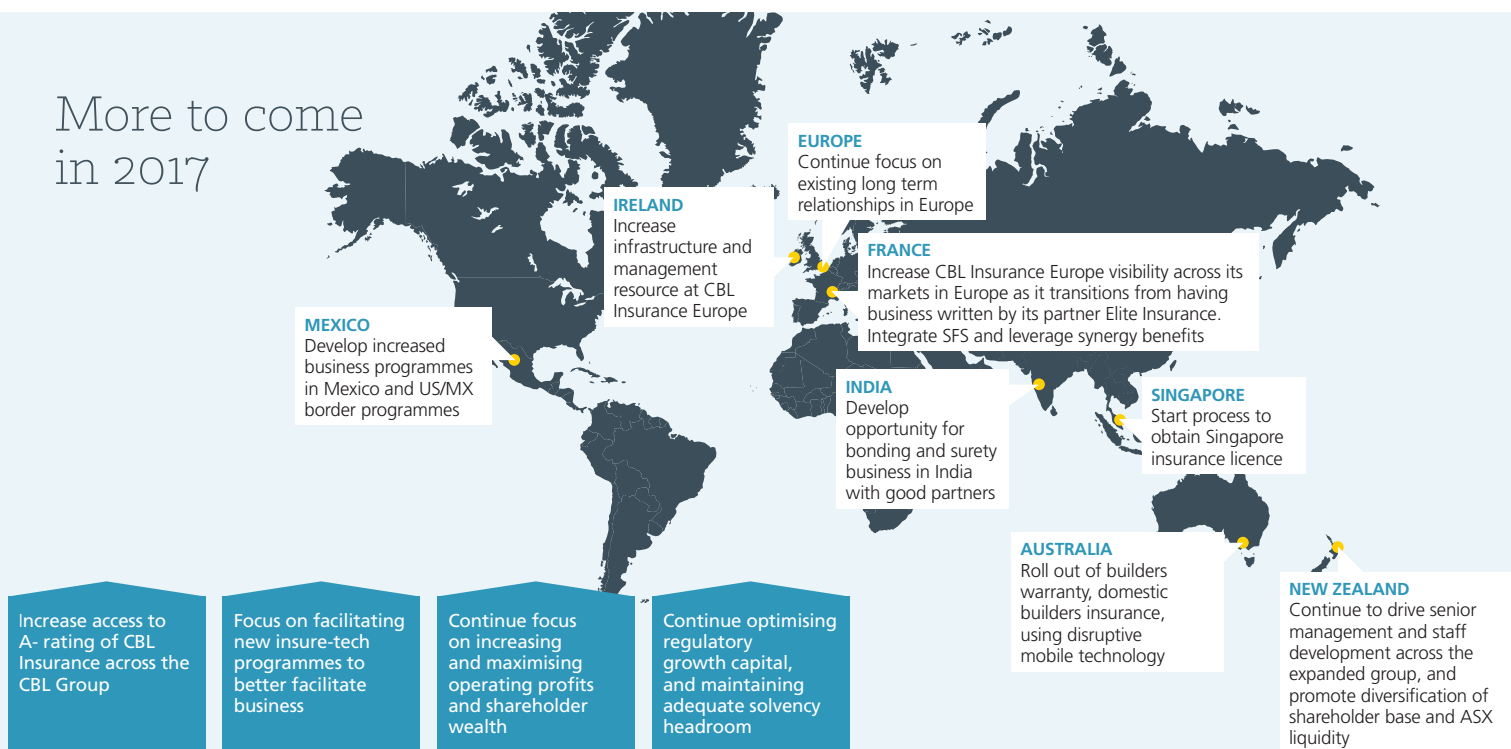 More to come
in 2017
EUROPE
Continue focus on
existing long term
relationships in Europe
IRELAND
Increase
infrastructure and
management
resource at CBL
Insurance Europe
FRANCE
Increase CBL Insurance Europe visibility across its
markets in Europe as it transitions from having
business written by its partner Elite Insurance.
Integrate SFS and leverage synergy benefits
MEXICO
Develop increased
business programmes
in Mexico and US/MX
border programmes
INDIA
Develop
opportunity for
bonding and surety
business in India
with good partners
SINGAPORE
Start process to
obtain Singapore
insurance licence
AUSTRALIA
Roll out of builders
warranty, domestic
builders insurance,
using disruptive
mobile technology
NEW ZEALAND
Continue to drive senior
management and staff
development across the
expanded group, and
promote diversification of
shareholder base and ASX
liquidity
Increase access to
A- rating of CBL
Insurance across the
CBL Group
Focus on facilitating
new insure-tech
programmes to
better facilitate
business
Continue focus
on increasing
and maximising
operating profits
and shareholder
wealth
Continue optimising
regulatory
growth capital,
and maintaining
adequate solvency
headroom